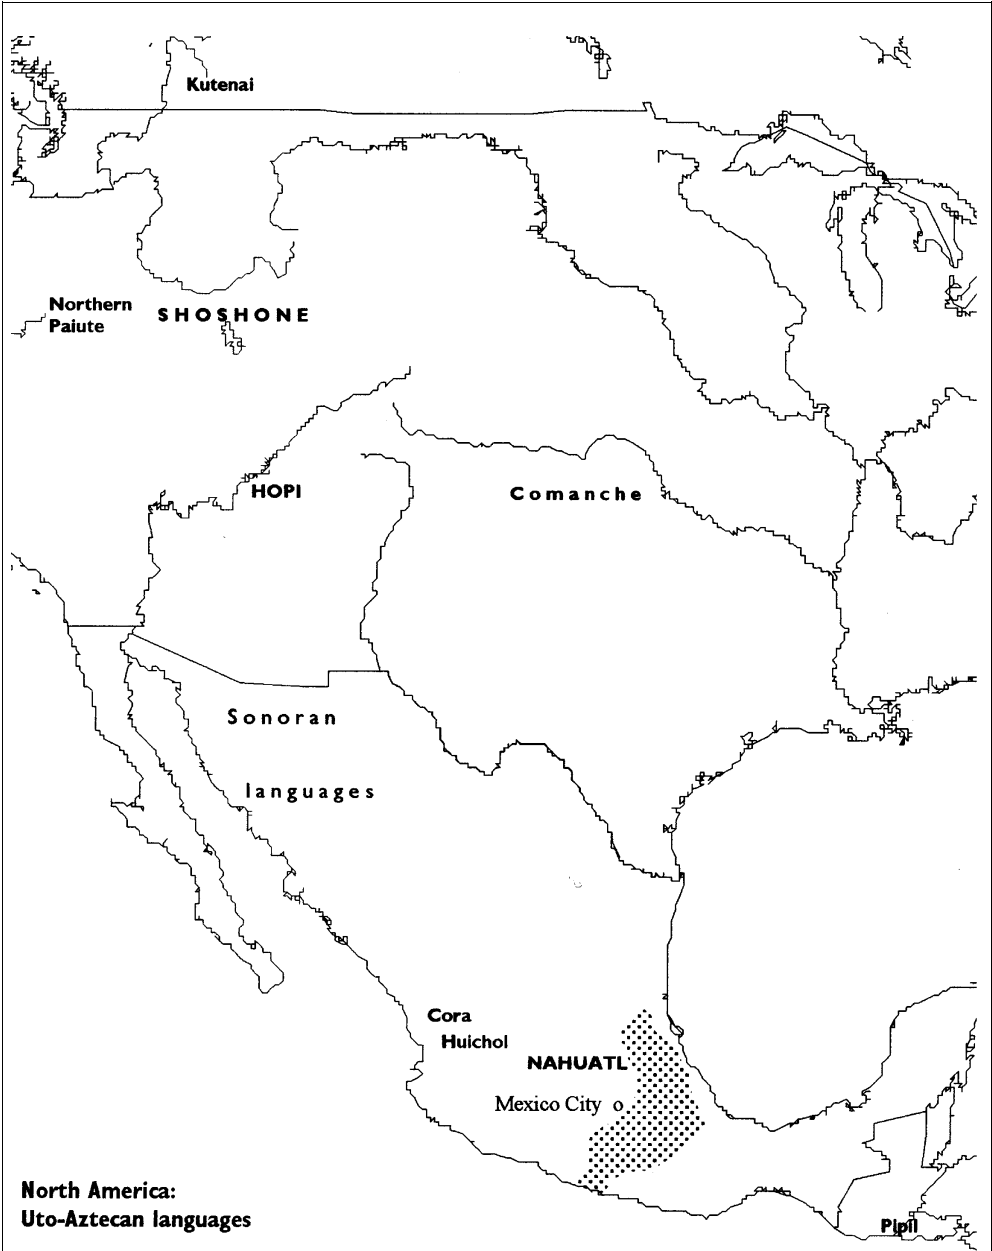 Kutenai
Northern
Paiute
SHOSHONE
HOPI
Comanche
Sonoran
languages
Cora
Huichol
NAHUATL
Mexico City o
North America:
Uto-Aztecan languages
Pipil